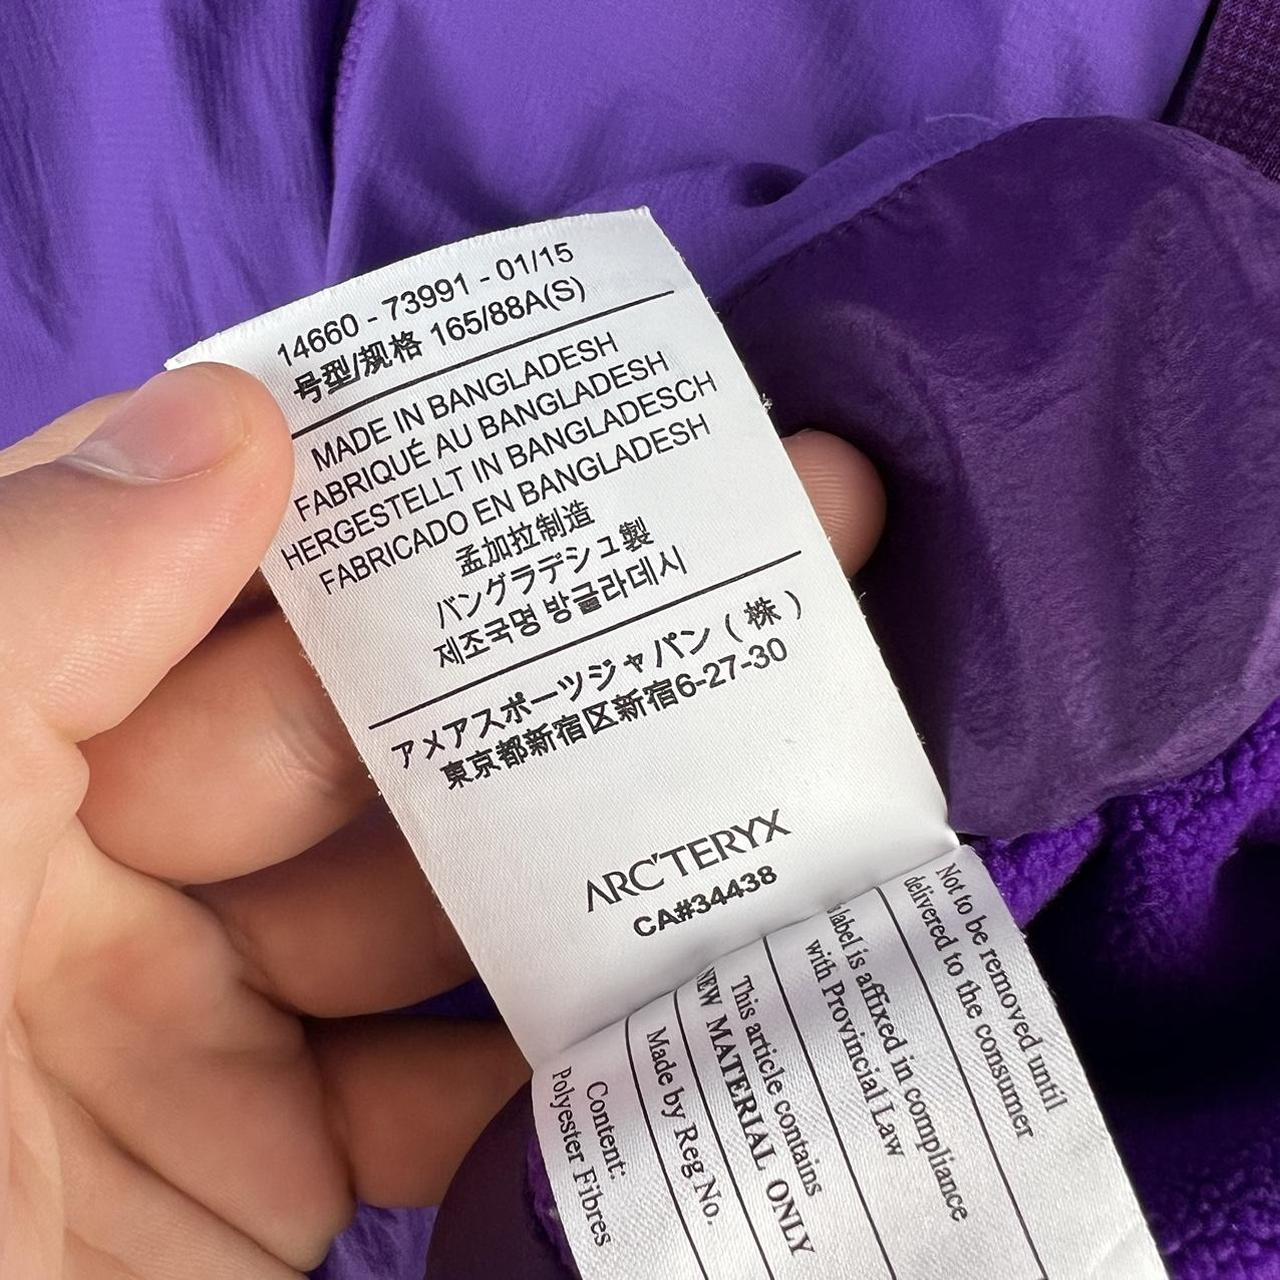 14660 - 73991 - 01/15
号型/规格 165/88A(S)
MADE IN BANGLADESH
FABRIQUÉ AU BANGLADESH
HERGESTELLT IN BANGLADESCH
FABRICADO EN BANGLADESH
孟加拉制造
バングラデシュ製
제조국명 방글라데시
アメアスポーツジャパン（株）
東京都新宿区新宿6-27-30
ARC'TERYX
CA#34438
Not to be removed until
delivered to the consumer
label is affixed in compliance
with Provincial Law
This article contains
NEW MATERIAL ONLY
Made by Reg No.
Content:
Polyester Fibres